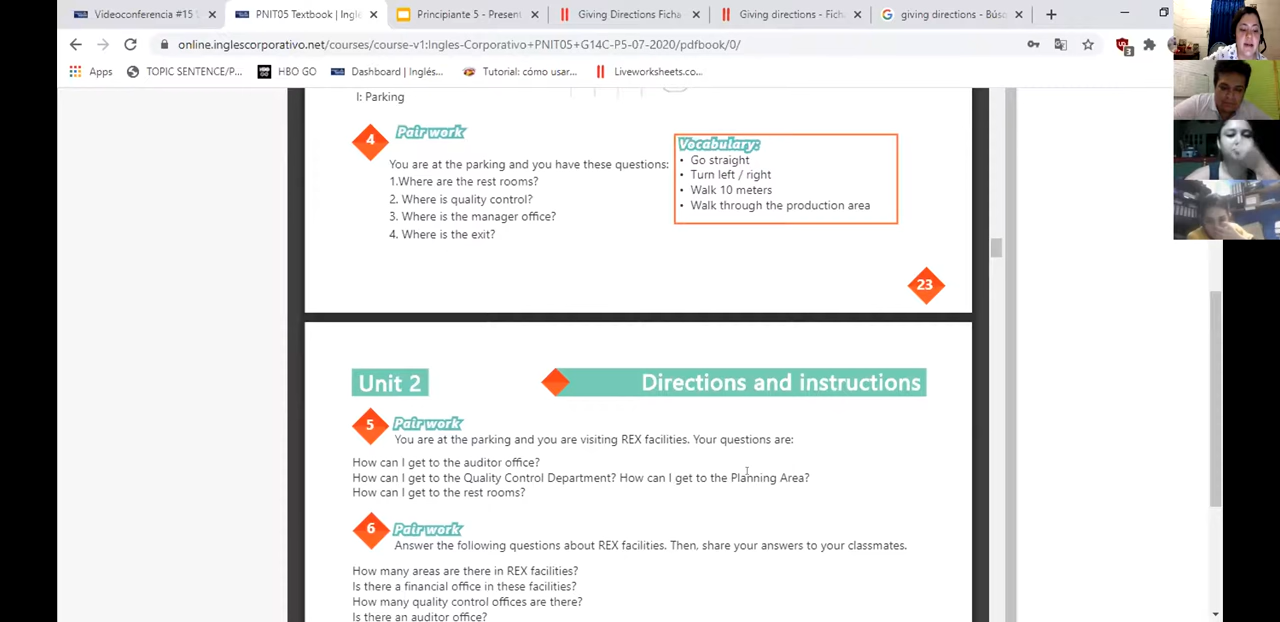 Videoconferencia #15
PNIT05 Textbook | Ingl
Principiante 5 - Present
Giving Directions Ficha
Giving directions - Ficha
giving directions - Búsq
online.inglescorporativo.net/courses/course-v1:Ingles-Corporativo+PNIT05+G14C-P5-07-2020/pdfbook/0/
3
Apps
TOPIC SENTENCE/P...
HBO GO
Dashboard | Inglés...
Tutorial: cómo usar...
Liveworksheets.co...
I: Parking
4 Pair work
You are at the parking and you have these questions:
1.Where are the rest rooms?
2. Where is quality control?
3. Where is the manager office?
4. Where is the exit?
Vocabulary:
• Go straight
• Turn left / right
• Walk 10 meters
• Walk through the production area
23
Unit 2
Directions and instructions
5 Pair work
You are at the parking and you are visiting REX facilities. Your questions are:
How can I get to the auditor office?
How can I get to the Quality Control Department? How can I get to the Planning Area?
How can I get to the rest rooms?
6 Pair work
Answer the following questions about REX facilities. Then, share your answers to your classmates.
How many areas are there in REX facilities?
Is there a financial office in these facilities?
How many quality control offices are there?
Is there an auditor office?